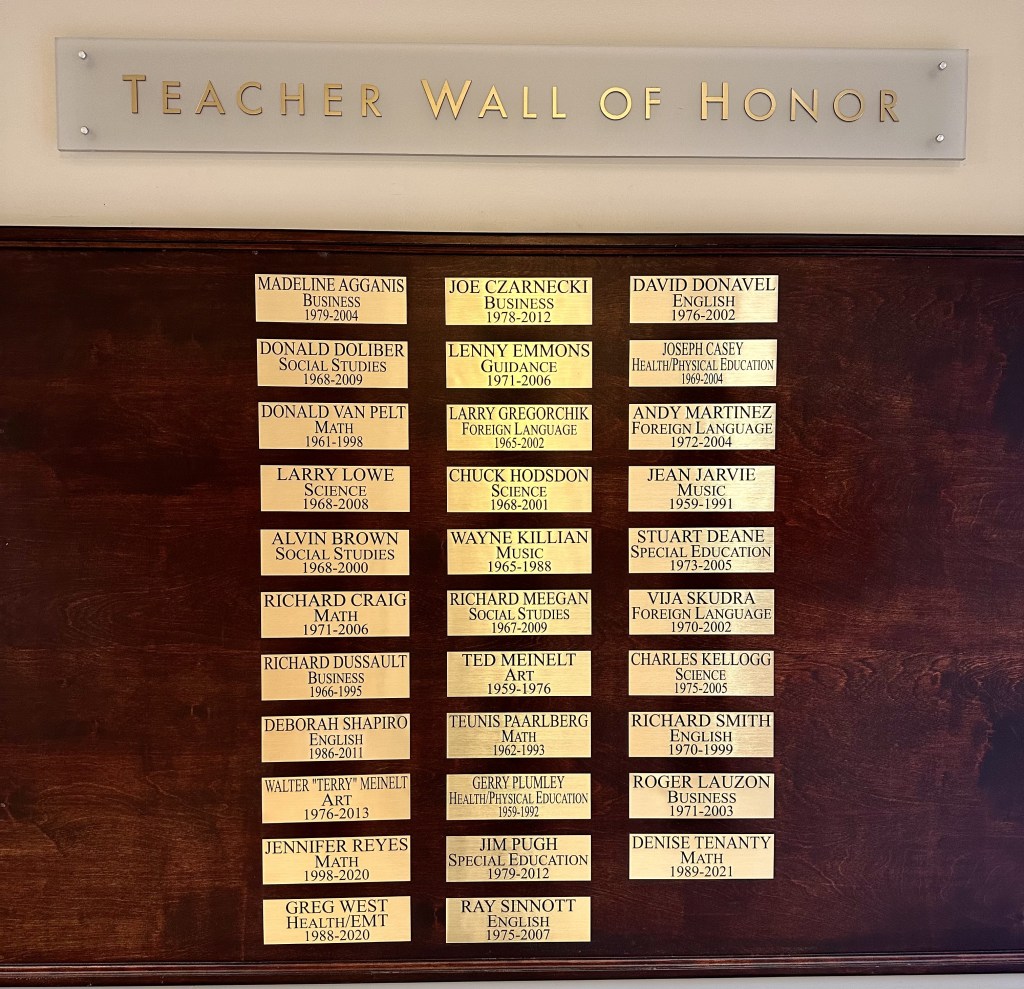 TEACHER WALL OF HONOR
MADELINE AGGANIS
BUSINESS
1979-2004
JOE CZARNECKI
BUSINESS
1978-2012
DAVID DONAVEL
ENGLISH
1976-2002
DONALD DOLIBER
SOCIAL STUDIES
1968-2009
LENNY EMMONS
GUIDANCE
1971-2006
JOSEPH CASEY
HEALTH/PHYSICAL EDUCATION
1969-2004
DONALD VAN PELT
MATH
1961-1998
LARRY GREGORCHIK
FOREIGN LANGUAGE
1965-2002
ANDY MARTINEZ
FOREIGN LANGUAGE
1972-2004
LARRY LOWE
SCIENCE
1968-2008
CHUCK HODSDON
SCIENCE
1968-2001
JEAN JARVIE
MUSIC
1959-1991
ALVIN BROWN
SOCIAL STUDIES
1968-2000
WAYNE KILLIAN
MUSIC
1965-1988
STUART DEANE
SPECIAL EDUCATION
1973-2005
RICHARD CRAIG
MATH
1971-2006
RICHARD MEEGAN
SOCIAL STUDIES
1967-2009
VIJA SKUDRA
FOREIGN LANGUAGE
1970-2002
RICHARD DUSSAULT
BUSINESS
1966-1995
TED MEINELT
ART
1959-1976
CHARLES KELLOGG
SCIENCE
1975-2005
DEBORAH SHAPIRO
ENGLISH
1986-2011
TEUNIS PAARLBERG
MATH
1962-1993
RICHARD SMITH
ENGLISH
1970-1999
WALTER "TERRY" MEINELT
ART
1976-2013
GERRY PLUMLEY
HEALTH/PHYSICAL EDUCATION
1959-1992
ROGER LAUZON
BUSINESS
1971-2003
JENNIFER REYES
MATH
1998-2020
JIM PUGH
SPECIAL EDUCATION
1979-2012
DENISE TENANTY
MATH
1989-2021
GREG WEST
HEALTH/EMT
1988-2020
RAY SINNOTT
ENGLISH
1975-2007